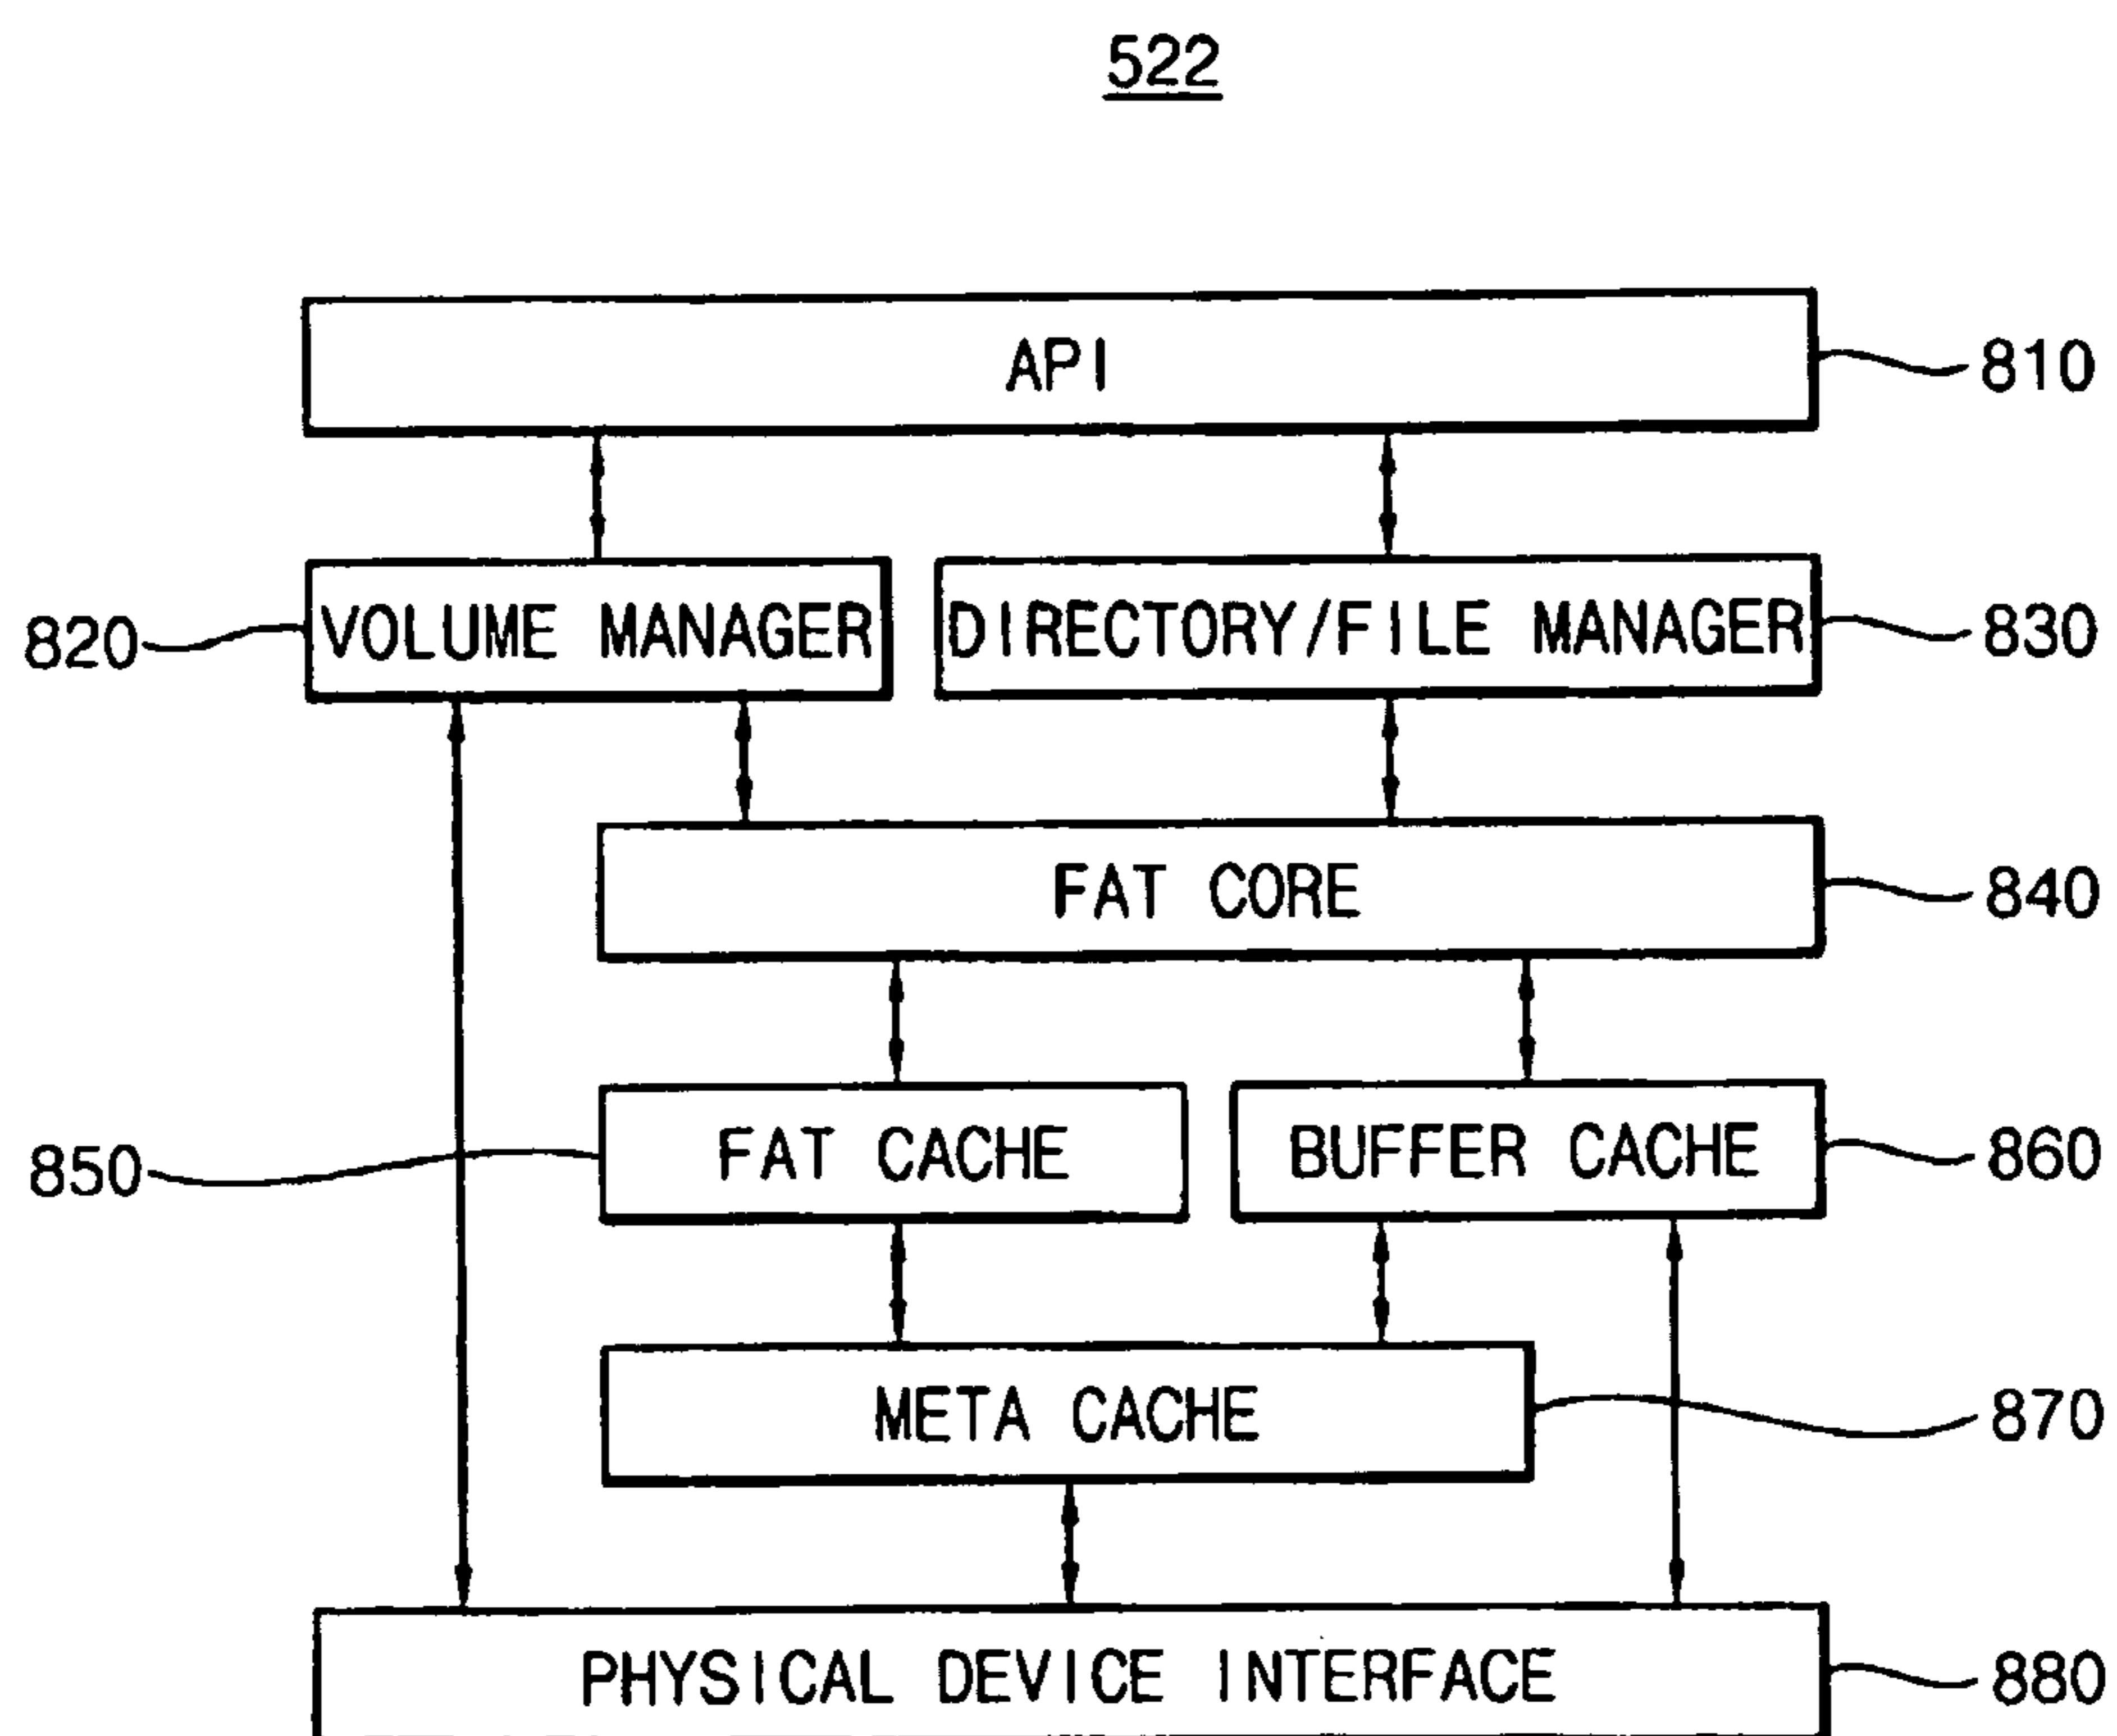 522
API
810
820
VOLUME MANAGER
DIRECTORY/FILE MANAGER
830
FAT CORE
840
850
FAT CACHE
BUFFER CACHE
860
META CACHE
870
PHYSICAL DEVICE INTERFACE
880